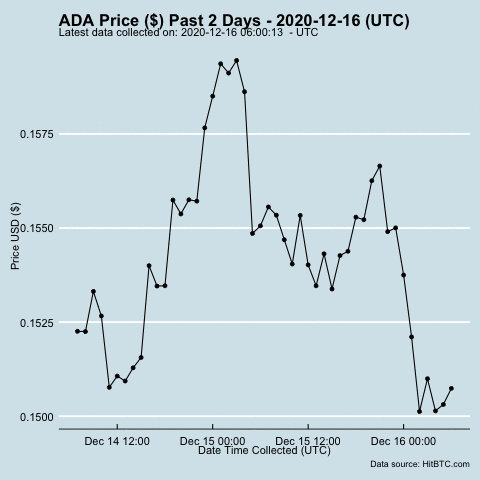 ADA Price ($) Past 2 Days - 2020-12-16 (UTC)
Latest data collected on: 2020-12-16 06:00:13  - UTC
Price USD ($)
0.1575
0.1550
0.1525
0.1500
Dec 14 12:00 Dec 15 00:00 Dec 15 12:00 Dec 16 00:00
Date Time Collected (UTC)
Data source: HitBTC.com